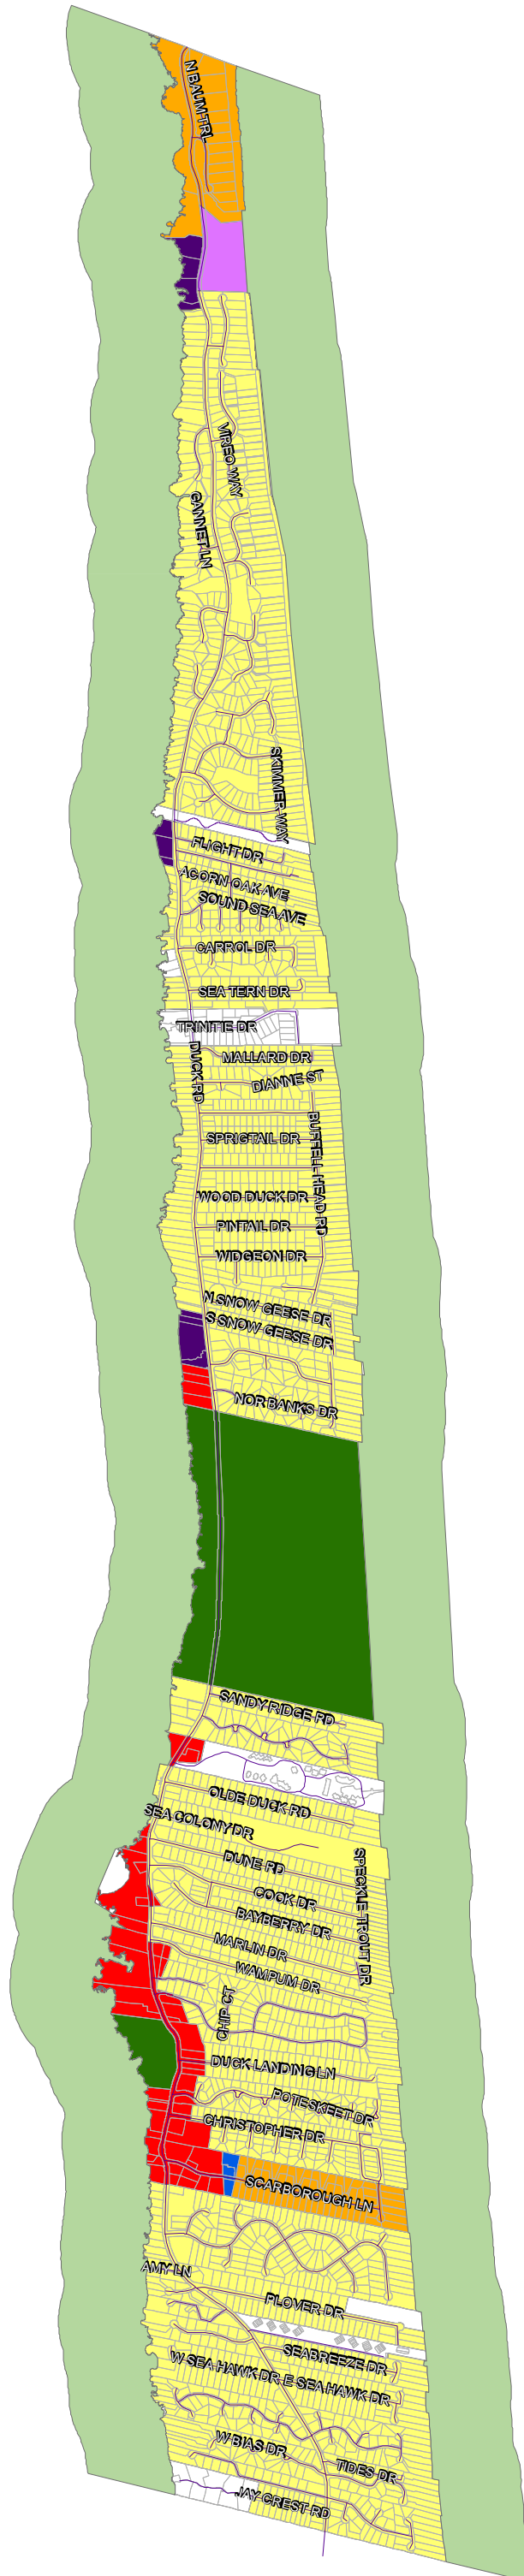 N BAUM TRL
VIREO WAY
GANNET LN
SKIMMER WAY
FLIGHT DR
ACORN OAK AVE
SOUND SEA AVE
CARROL DR
SEA TERN DR
TRINITIE DR
DUCK RD
MALLARD DR
DIANNE ST
BUFFELL HEAD RD
SPRIGTAIL DR
WOOD DUCK DR
PINTAIL DR
WIDGEON DR
N SNOW GEESE DR
S SNOW GEESE DR
NOR BANKS DR
SANDY RIDGE RD
OLDE DUCK RD
SEA COLONY DR
DUNE RD
SPECKLE TROUT DR
COOK DR
BAYBERRY DR
MARLIN DR
WAMPUM DR
CHIP CT
DUCK LANDING LN
POTESKEET DR
CHRISTOPHER DR
SCARBOROUGH LN
AMY LN
PLOVER DR
SEABREEZE DR
W SEA HAWK DR
E SEA HAWK DR
W BIAS DR
TIDES DR
JAY CREST RD